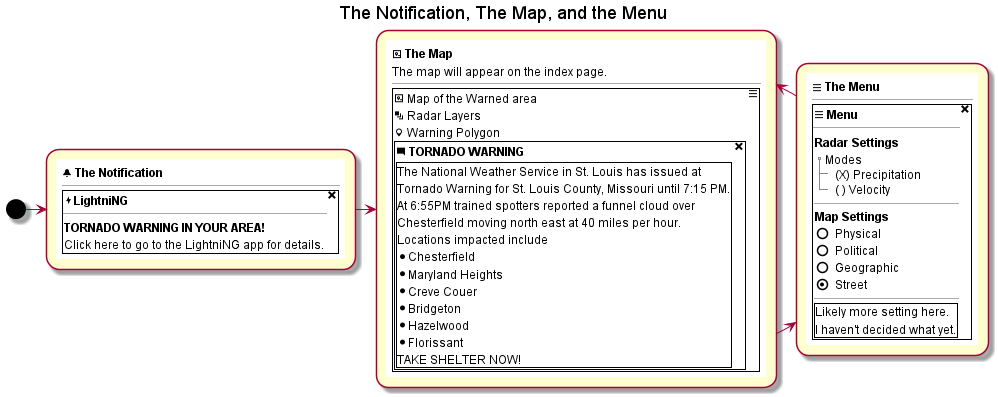 The Notification, The Map, and the Menu
The Notification
LightniNG
TORNADO WARNING IN YOUR AREA!
Click here to go to the LightniNG app for details.
The Map
The map will appear on the index page.
Map of the Warned area
Radar Layers
Warning Polygon
TORNADO WARNING
The National Weather Service in St. Louis has issued at
Tornado Warning for St. Louis County, Missouri until 7:15 PM.
At 6:55PM trained spotters reported a funnel cloud over
Chesterfield moving north east at 40 miles per hour.
Locations impacted include
Chesterfield
Maryland Heights
Creve Couer
Bridgeton
Hazelwood
Florissant
TAKE SHELTER NOW!
The Menu
Menu
Radar Settings
Modes
(X) Precipitation
( ) Velocity
Map Settings
Physical
Political
Geographic
Street
Likely more setting here.
I haven't decided what yet.